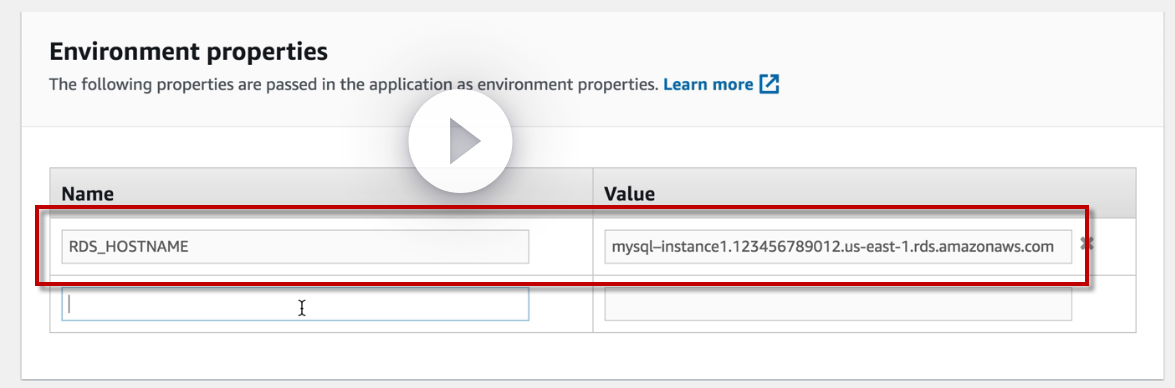 Environment properties
The following properties are passed in the application as environment properties. Learn more
Name Value
RDS_HOSTNAME mysql–instance1.123456789012.us-east-1.rds.amazonaws.com